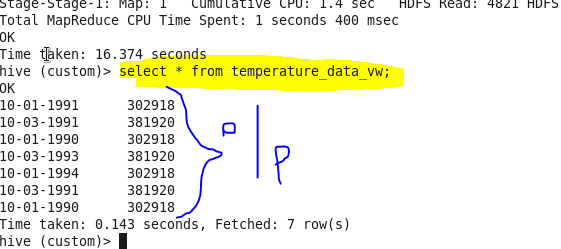 Stage-Stage-1: Map: 1   Cumulative CPU: 1.4 sec   HDFS Read: 4821 HDFS
Total MapReduce CPU Time Spent: 1 seconds 400 msec
OK
Time taken: 16.374 seconds
hive (custom)> select * from temperature_data_vw;
OK
10-01-1991      302918
10-03-1991      381920
10-01-1990      302918
10-03-1993      381920
10-01-1994      302918
10-03-1991      381920
10-01-1990      302918
o|p
Time taken: 0.143 seconds, Fetched: 7 row(s)
hive (custom)>